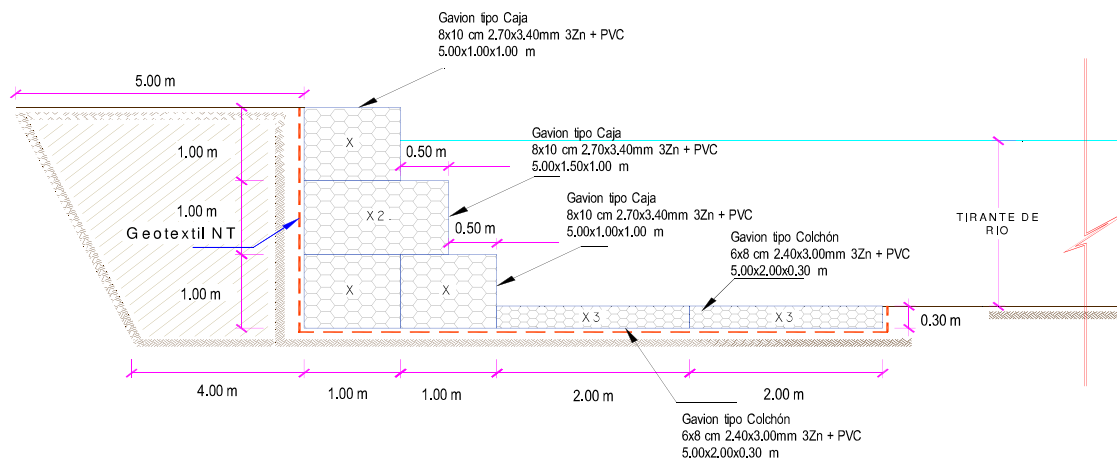 Gavion tipo Caja
8x10 cm 2.70x3.40mm 3Zn + PVC
5.00x1.00x1.00 m
5.00 m
1.00 m
X
0.50 m
Gavion tipo Caja
8x10 cm 2.70x3.40mm 3Zn + PVC
5.00x1.50x1.00 m
1.00 m
X2
Geotextil NT
0.50 m
Gavion tipo Caja
8x10 cm 2.70x3.40mm 3Zn + PVC
5.00x1.00x1.00 m
TIRANTE DE
RIO
Gavion tipo Colchón
6x8 cm 2.40x3.00mm 3Zn + PVC
5.00x2.00x0.30 m
1.00 m
X
X
X3
X3
0.30 m
4.00 m
1.00 m
1.00 m
2.00 m
2.00 m
Gavion tipo Colchón
6x8 cm 2.40x3.00mm 3Zn + PVC
5.00x2.00x0.30 m